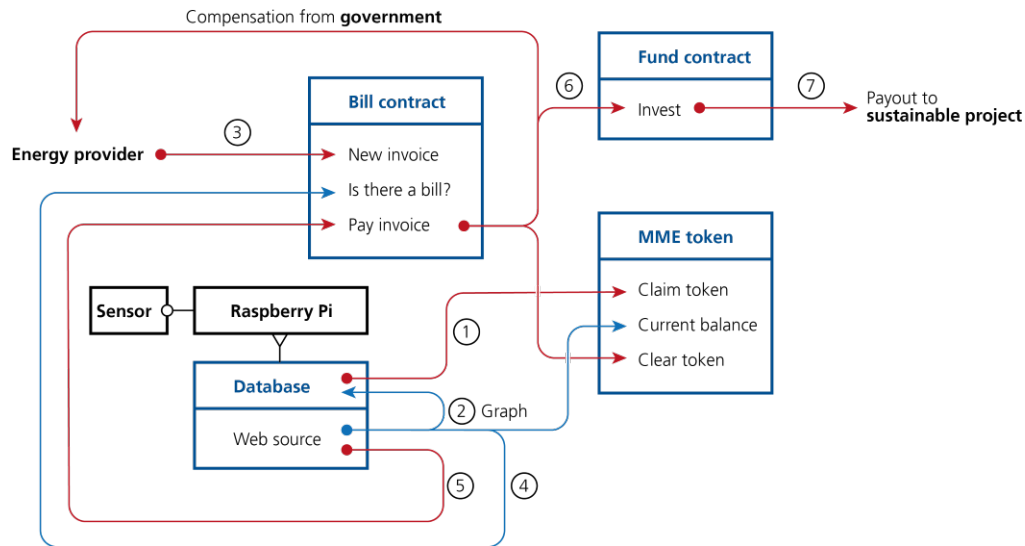 Compensation from government
Fund contract
6
Invest
7
Payout to
sustainable project
Bill contract
Energy provider
3
New invoice
Is there a bill?
Pay invoice
MME token
Claim token
Current balance
Clear token
Sensor
Raspberry Pi
1
Database
2 Graph
Web source
5
4